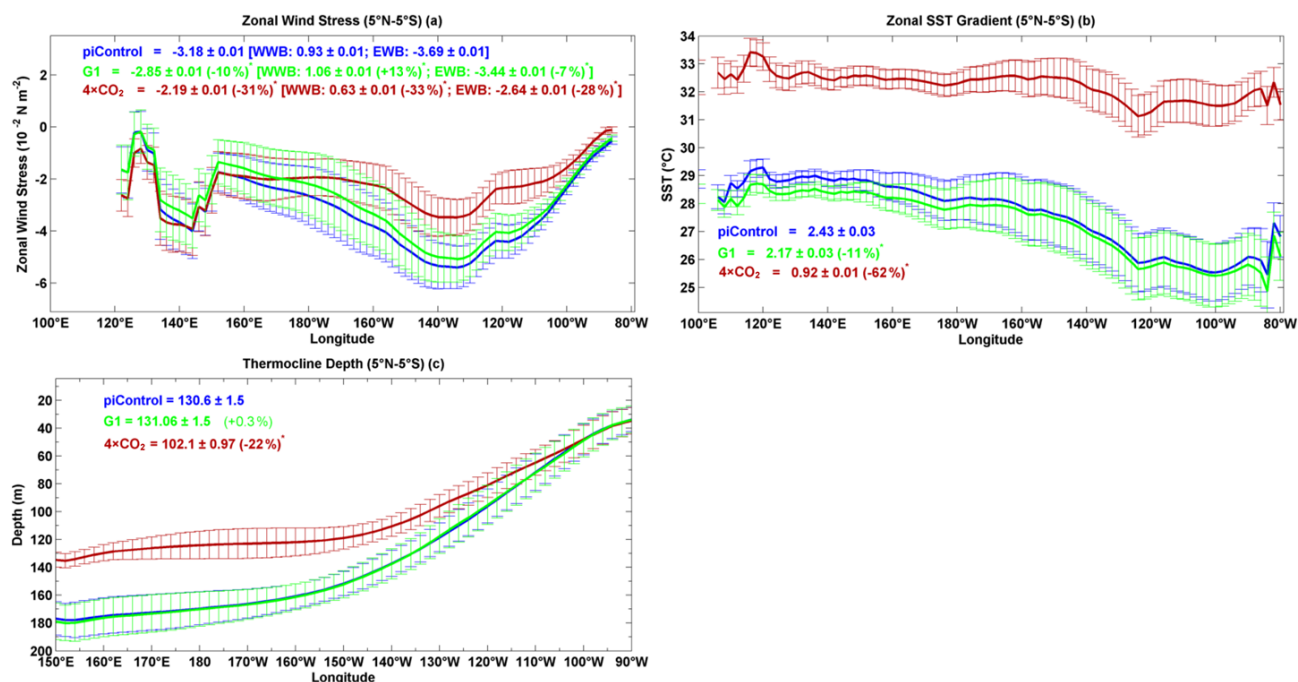 Zonal Wind Stress (5°N-5°S) (a)
piControl = -3.18 ± 0.01 [WWB: 0.93 ± 0.01; EWB: -3.69 ± 0.01]
G1 = -2.85 ± 0.01 (-10%)* [WWB: 1.06 ± 0.01 (+13%)*; EWB: -3.44 ± 0.01 (-7%)*]
4×CO₂ = -2.19 ± 0.01 (-31%)* [WWB: 0.63 ± 0.01 (-33%)*; EWB: -2.64 ± 0.01 (-28%)*]
Zonal Wind Stress (10⁻² N m⁻²)
2
0
-2
-4
-6
100°E 120°E 140°E 160°E 180 160°W 140°W 120°W 100°W 80°W
Longitude
Zonal SST Gradient (5°N-5°S) (b)
SST (°C)
34
33
32
31
30
29
28
27
26
25
piControl = 2.43 ± 0.03
G1 = 2.17 ± 0.03 (-11%)*
4×CO₂ = 0.92 ± 0.01 (-62%)*
100°E 120°E 140°E 160°E 180 160°W 140°W 120°W 100°W 80°W
Longitude
Thermocline Depth (5°N-5°S) (c)
piControl = 130.6 ± 1.5
G1 = 131.06 ± 1.5 (+0.3%)
4×CO₂ = 102.1 ± 0.97 (-22%)*
Depth (m)
20
40
60
80
100
120
140
160
180
200
150°E 160°E 170°E 180 170°W 160°W 150°W 140°W 130°W 120°W 110°W 100°W 90°W
Longitude